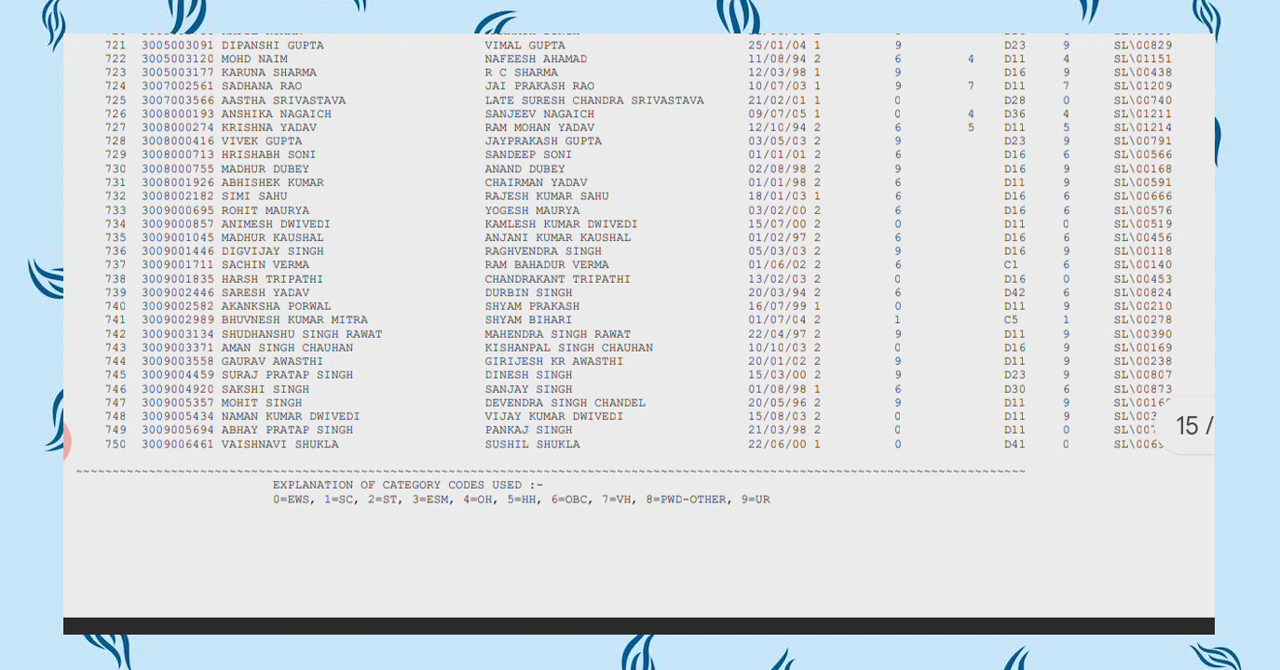 721 3005003091 DIPANSHI GUPTA VIMAL GUPTA 25/01/04 1 9 D23 9 SL\00829
722 3005003120 MOHD NAIM NAFEESH AHAMAD 11/08/94 2 6 4 D11 4 SL\01151
723 3005003177 KARUNA SHARMA R C SHARMA 12/03/98 1 9 D16 9 SL\00438
724 3007002561 SADHANA RAO JAI PRAKASH RAO 10/07/03 1 9 7 D11 7 SL\01209
725 3007003566 AASTHA SRIVASTAVA LATE SURESH CHANDRA SRIVASTAVA 21/02/01 1 0 D28 0 SL\00740
726 3008000193 ANSHIKA NAGAICH SANJEEV NAGAICH 09/07/05 1 0 4 D36 4 SL\01211
727 3008000274 KRISHNA YADAV RAM MOHAN YADAV 12/10/94 2 6 5 D11 5 SL\01214
728 3008000416 VIVEK GUPTA JAYPRAKASH GUPTA 03/05/03 2 9 D23 9 SL\00791
729 3008000713 HRISHABH SONI SANDEEP SONI 01/01/01 2 6 D16 6 SL\00566
730 3008000755 MADHUR DUBEY ANAND DUBEY 02/08/98 2 9 D16 9 SL\00168
731 3008001926 ABHISHEK KUMAR CHAIRMAN YADAV 01/01/98 2 6 D11 6 SL\00591
732 3008002182 SIMI SAHU RAJESH KUMAR SAHU 18/01/03 1 6 D16 6 SL\00666
733 3009000695 ROHIT MAURYA YOGESH MAURYA 03/02/00 2 6 D16 6 SL\00576
734 3009000857 ANIMESH DWIVEDI KAMLESH KUMAR DWIVEDI 15/07/00 2 0 D11 0 SL\00519
735 3009001045 MADHUR KAUSHAL ANJANI KUMAR KAUSHAL 01/02/97 2 6 D16 6 SL\00456
736 3009001446 DIGVIJAY SINGH RAGHVENDRA SINGH 05/03/03 2 9 D16 9 SL\00118
737 3009001711 SACHIN VERMA RAM BAHADUR VERMA 01/06/02 2 6 C1 6 SL\00140
738 3009001835 HARSH TRIPATHI CHANDRAKANT TRIPATHI 13/02/03 2 0 D16 0 SL\00453
739 3009002446 SARESH YADAV DURBIN SINGH 20/03/94 2 6 D42 6 SL\00824
740 3009002582 AKANKSHA PORWAL SHYAM PRAKASH 16/07/99 1 0 D11 9 SL\00210
741 3009002989 BHUVNESH KUMAR MITRA SHYAM BIHARI 01/07/04 2 1 C5 1 SL\00278
742 3009003134 SHUDHANSHU SINGH RAWAT MAHENDRA SINGH RAWAT 22/04/97 2 9 D11 9 SL\00390
743 3009003371 AMAN SINGH CHAUHAN KISHANPAL SINGH CHAUHAN 10/10/03 2 0 D16 9 SL\00169
744 3009003558 GAURAV AWASTHI GIRIJESH KR AWASTHI 20/01/02 2 9 D11 9 SL\00238
745 3009004459 SURAJ PRATAP SINGH DINESH SINGH 15/03/00 2 9 D23 9 SL\00807
746 3009004920 SAKSHI SINGH SANJAY SINGH 01/08/98 1 6 D30 6 SL\00873
747 3009005357 MOHIT SINGH DEVENDRA SINGH CHANDEL 20/05/96 2 9 D11 9
748 3009005434 NAMAN KUMAR DWIVEDI VIJAY KUMAR DWIVEDI 15/08/03 2 0 D11 9
749 3009005694 ABHAY PRATAP SINGH PANKAJ SINGH 21/03/98 2 0 D11 0
750 3009006461 VAISHNAVI SHUKLA SUSHIL SHUKLA 22/06/00 1 0 D41 0
15 /
EXPLANATION OF CATEGORY CODES USED :-
0=EWS, 1=SC, 2=ST, 3=ESM, 4=OH, 5=HH, 6=OBC, 7=VH, 8=PWD-OTHER, 9=UR